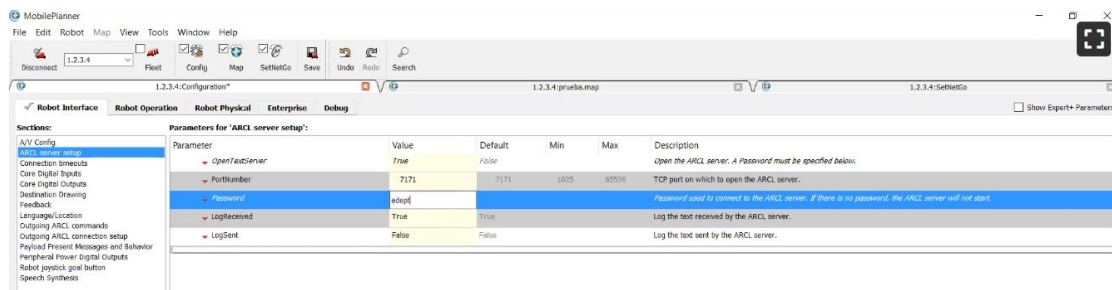 MobilePlanner
File Edit Robot Map View Tools Window Help
Disconnect 1.2.3.4 Fleet Config Map SetNetGo Save Undo Redo Search
1.2.3.4:Configuration* 1.2.3.4:prueba.map 1.2.3.4:SetNetGo
Robot Interface Robot Operation Robot Physical Enterprise Debug Show Expert+ Parameters
Sections: Parameters for 'ARCL server setup':
A/V Config
ARCL server setup
Connection timeouts
Core Digital Inputs
Core Digital Outputs
Destination Drawing
Feedback
Language/Location
Outgoing ARCL commands
Outgoing ARCL connection setup
Payload Present Messages and Behavior
Peripheral Power Digital Outputs
Robot joystick goal button
Speech Synthesis
Parameter Value Default Min Max Description
OpenTextServer True False Open the ARCL server. A Password must be specified below.
PortNumber 7171 7171 1025 65536 TCP port on which to open the ARCL server.
Password adept Password used to connect to the ARCL server. If there is no password, the ARCL server will not start.
LogReceived True True Log the text received by the ARCL server.
LogSent False False Log the text sent by the ARCL server.